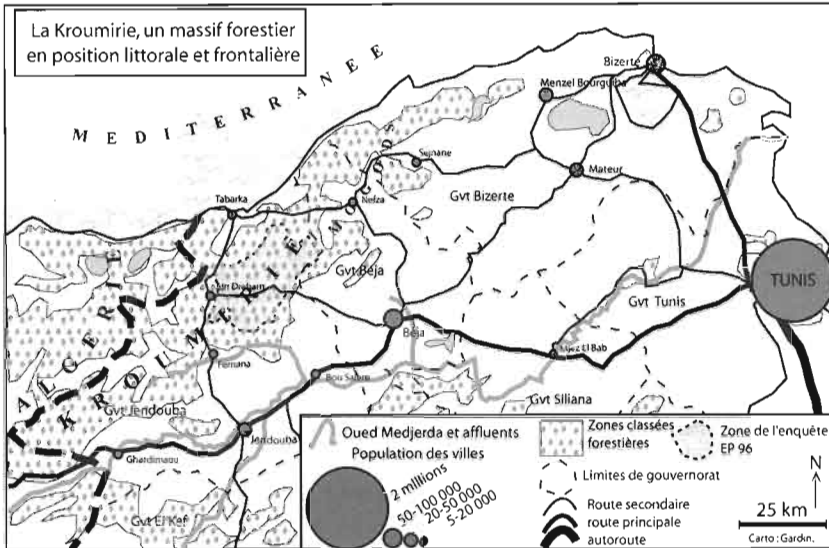 La Kroumirie, un massif forestier
en position littorale et frontalière
MEDITERRANEE
Bizerte
Menzel Bourguiba
MOGODS
Sejnane
Mateur
Tabarka
Nefza
Gvt Bizerte
ALGERIE
KROUMIRIE
Ain Draham
Gvt Béja
Gvt Tunis
TUNIS
Béja
Mjez El Bab
Fernana
Bou Salem
Gvt Jendouba
Gvt Siliana
Jendouba
Ghardimaou
Gvt El Kef
Oued Medjerda et affluents
Population des villes
2 millions
50-100 000
20-50 000
5-20 000
Zones classées
forestières
Zone de l'enquête
EP 96
Limites de gouvernorat
Route secondaire
route principale
autoroute
N
25 km
Carto : Gardin.